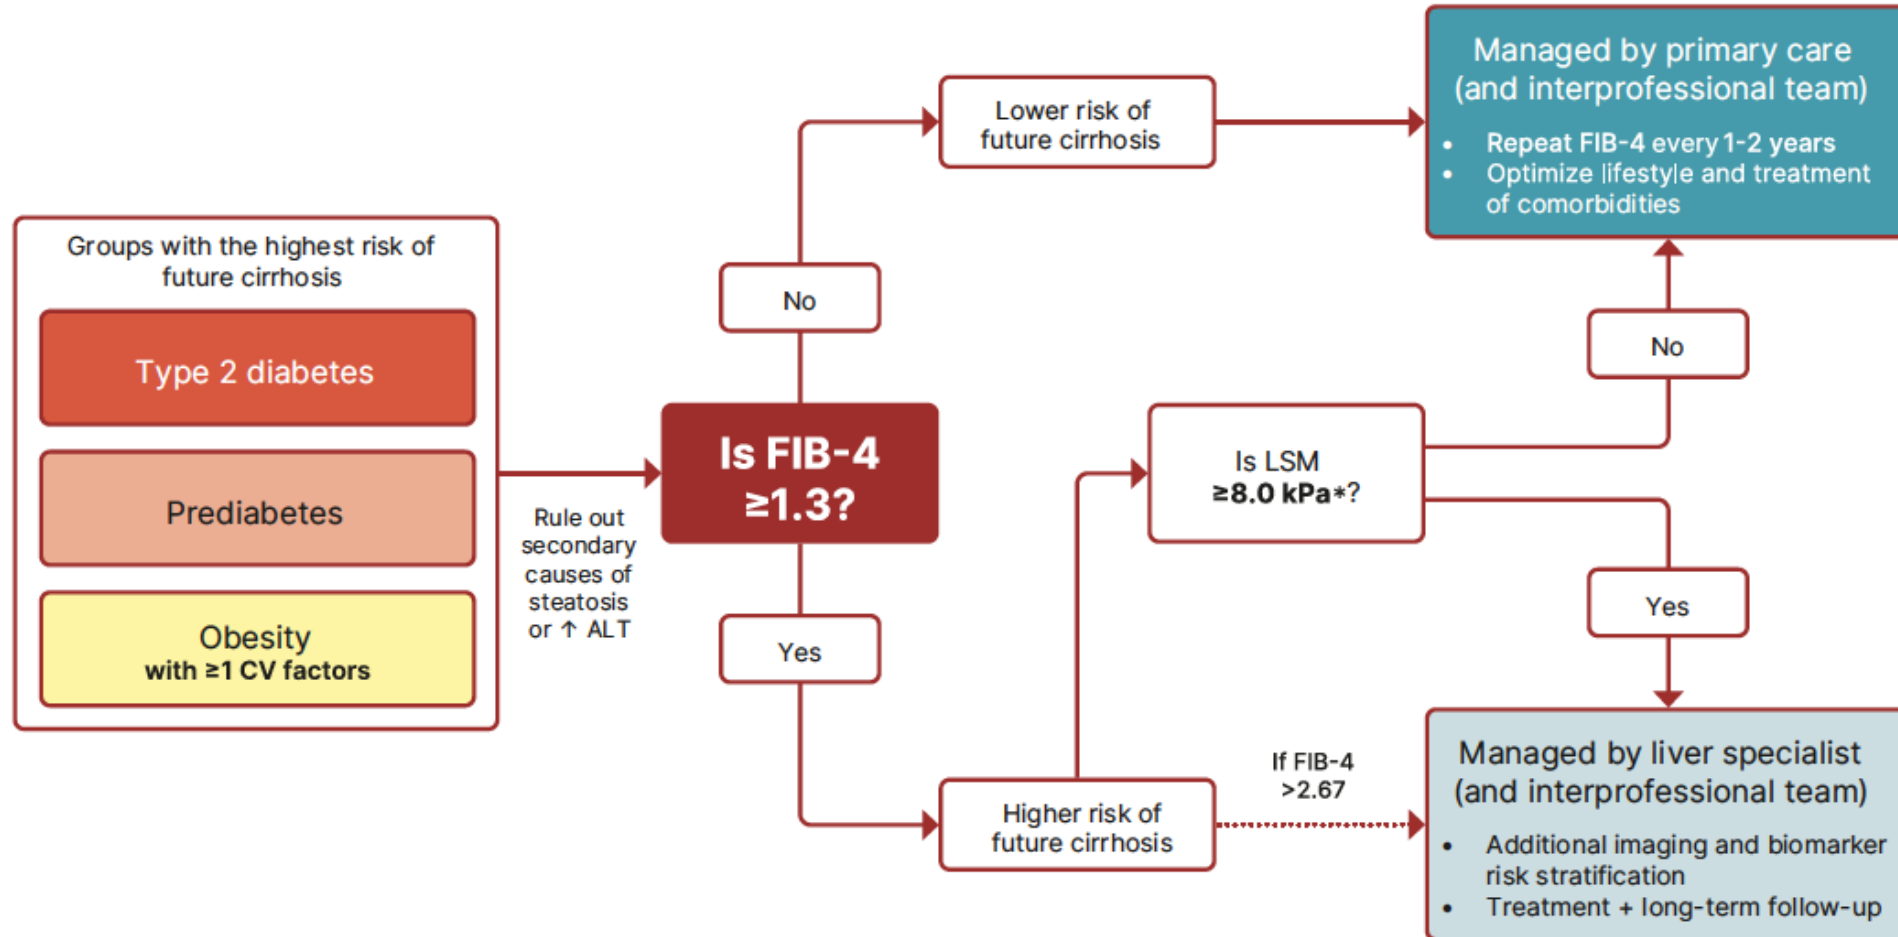 Groups with the highest risk of
future cirrhosis
Type 2 diabetes
Prediabetes
Obesity
with ≥1 CV factors
Rule out
secondary
causes of
steatosis
or ↑ ALT
Is FIB-4
≥1.3?
No
Lower risk of
future cirrhosis
Yes
Higher risk of
future cirrhosis
Is LSM
≥8.0 kPa*?
If FIB-4
>2.67
No
Yes
Managed by primary care
(and interprofessional team)
• Repeat FIB-4 every 1-2 years
• Optimize lifestyle and treatment
of comorbidities
Managed by liver specialist
(and interprofessional team)
• Additional imaging and biomarker
risk stratification
• Treatment + long-term follow-up